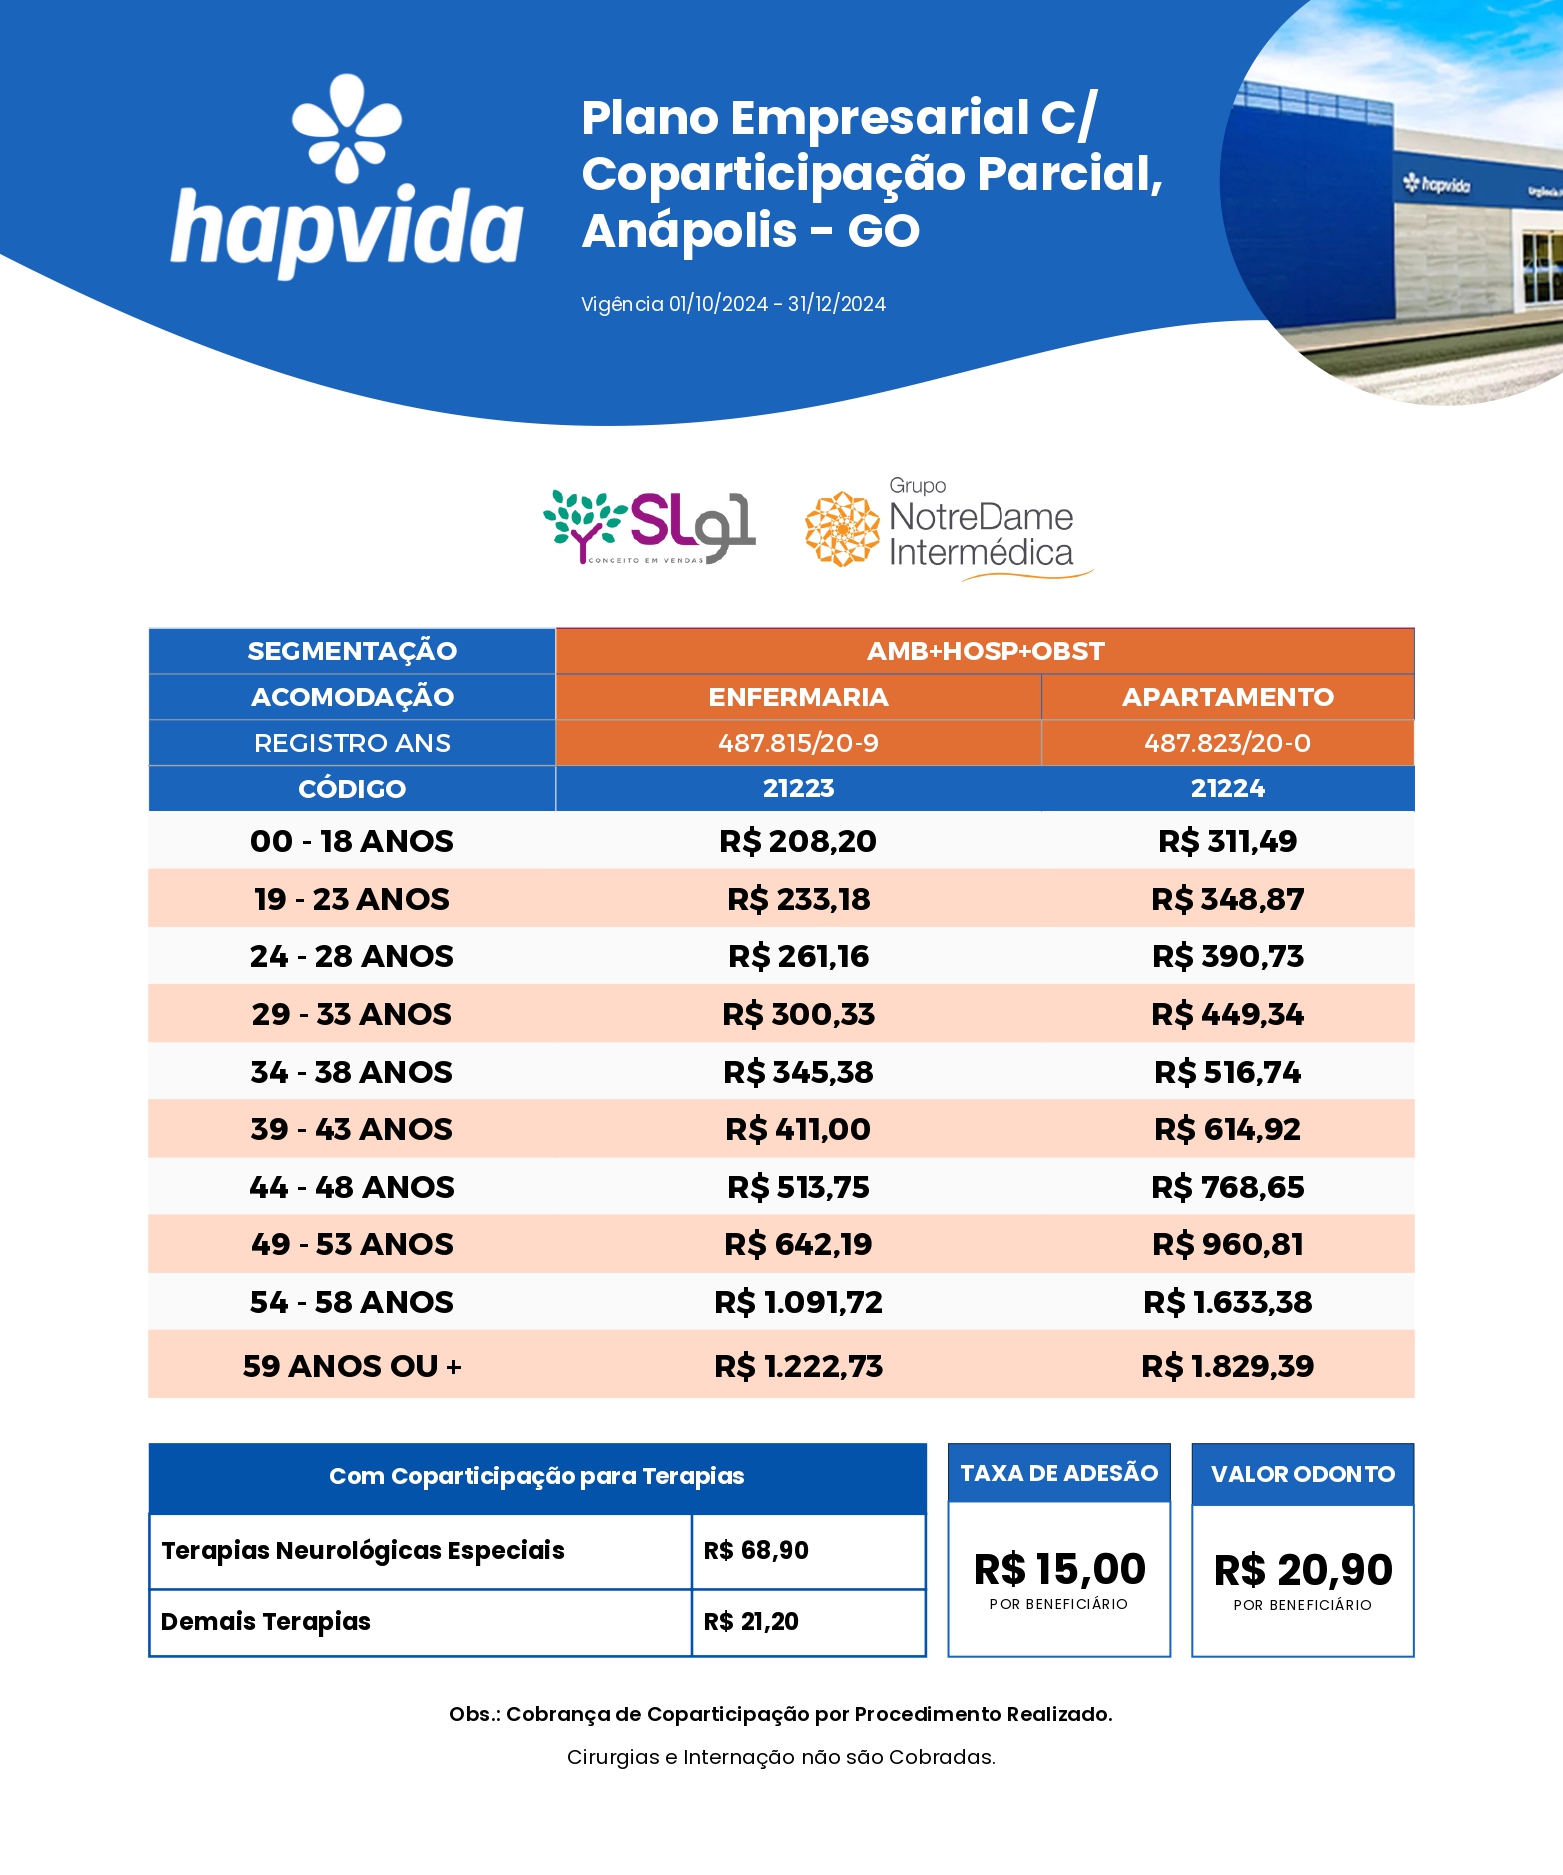 hapvida
Plano Empresarial C/
Coparticipação Parcial,
Anápolis - GO
Vigência 01/10/2024 - 31/12/2024
hapvida
SLg1
CONCEITO EM VENDAS
Grupo
NotreDame
Intermédica
SEGMENTAÇÃO AMB+HOSP+OBST
ACOMODAÇÃO ENFERMARIA APARTAMENTO
REGISTRO ANS 487.815/20-9 487.823/20-0
CÓDIGO 21223 21224
00 - 18 ANOS R$ 208,20 R$ 311,49
19 - 23 ANOS R$ 233,18 R$ 348,87
24 - 28 ANOS R$ 261,16 R$ 390,73
29 - 33 ANOS R$ 300,33 R$ 449,34
34 - 38 ANOS R$ 345,38 R$ 516,74
39 - 43 ANOS R$ 411,00 R$ 614,92
44 - 48 ANOS R$ 513,75 R$ 768,65
49 - 53 ANOS R$ 642,19 R$ 960,81
54 - 58 ANOS R$ 1.091,72 R$ 1.633,38
59 ANOS OU + R$ 1.222,73 R$ 1.829,39
Com Coparticipação para Terapias
Terapias Neurológicas Especiais R$ 68,90
Demais Terapias R$ 21,20
TAXA DE ADESÃO
R$ 15,00
POR BENEFICIÁRIO
VALOR ODONTO
R$ 20,90
POR BENEFICIÁRIO
Obs.: Cobrança de Coparticipação por Procedimento Realizado.
Cirurgias e Internação não são Cobradas.